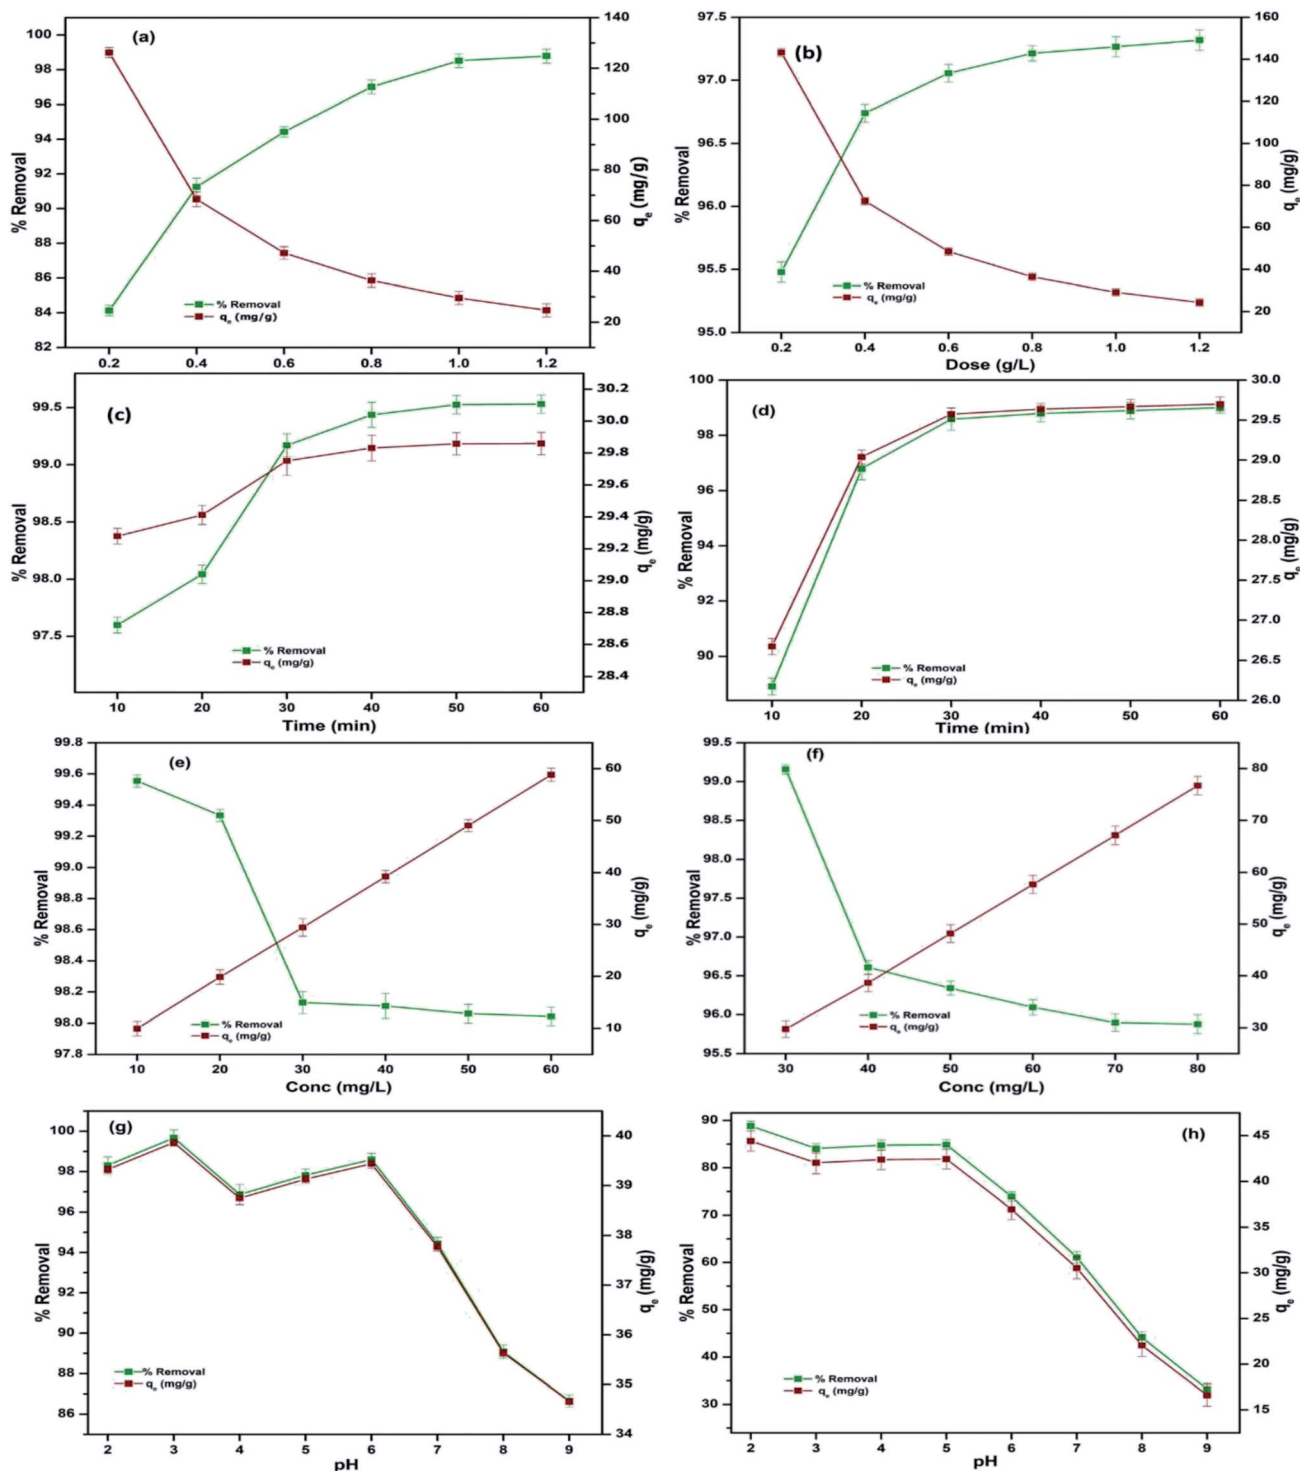 (a)
% Removal
100
99
98
96
94
93
91
90
88
86
85
84
82
140
120
100
80
60
40
20
qe (mg/g)
% Removal
qe (mg/g)
0.2 0.4 0.6 0.8 1.0 1.2
(b)
% Removal
97.5
97.0
96.5
96.0
95.5
95.0
160
140
120
100
80
60
40
20
qe (mg/g)
% Removal
qe (mg/g)
0.2 0.4 0.6 0.8 1.0 1.2
Dose (g/L)
(c)
% Removal
99.5
99.0
98.5
98.0
97.5
30.2
30.0
29.8
29.6
29.4
29.2
29.0
28.8
28.6
28.4
qe (mg/g)
% Removal
qe (mg/g)
10 20 30 40 50 60
Time (min)
(d)
% Removal
100
98
96
94
92
90
30.0
29.5
29.0
28.5
28.0
27.5
27.0
26.5
26.0
qe (mg/g)
% Removal
qe (mg/g)
10 20 30 40 50 60
Time (min)
(e)
% Removal
99.8
99.6
99.4
99.2
99.0
98.8
98.6
98.4
98.2
98.0
97.8
60
50
40
30
20
10
qe (mg/g)
% Removal
qe (mg/g)
10 20 30 40 50 60
Conc (mg/L)
(f)
% Removal
99.5
99.0
98.5
98.0
97.5
97.0
96.5
96.0
95.5
80
70
60
50
40
30
qe (mg/g)
% Removal
qe (mg/g)
30 40 50 60 70 80
Conc (mg/L)
(g)
% Removal
100
98
97
95
94
92
91
89
88
86
40
39
38
37
36
35
34
qe (mg/g)
% Removal
qe (mg/g)
2 3 4 5 6 7 8 9
pH
(h)
% Removal
90
80
70
60
50
40
30
45
40
35
30
25
20
15
qe (mg/g)
% Removal
qe (mg/g)
2 3 4 5 6 7 8 9
pH